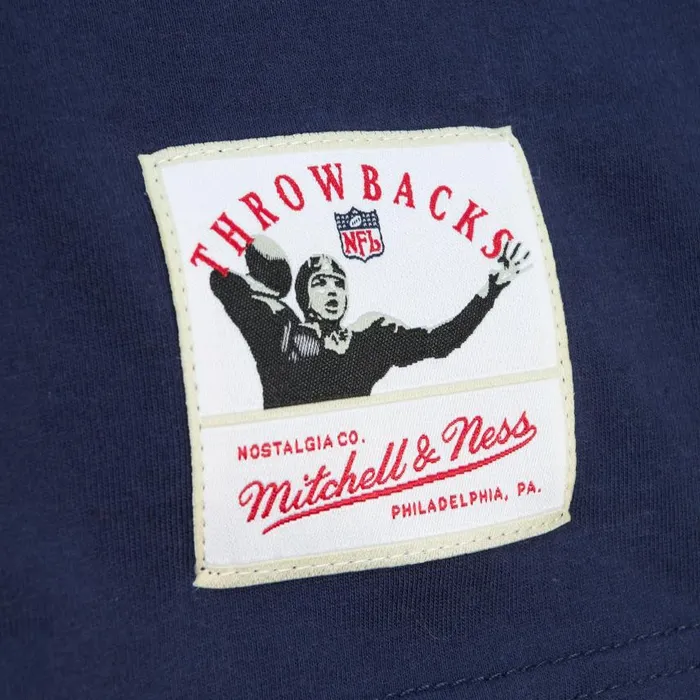 THROWBACKS
NFL
NOSTALGIA CO.
Mitchell & Ness
PHILADELPHIA, PA.